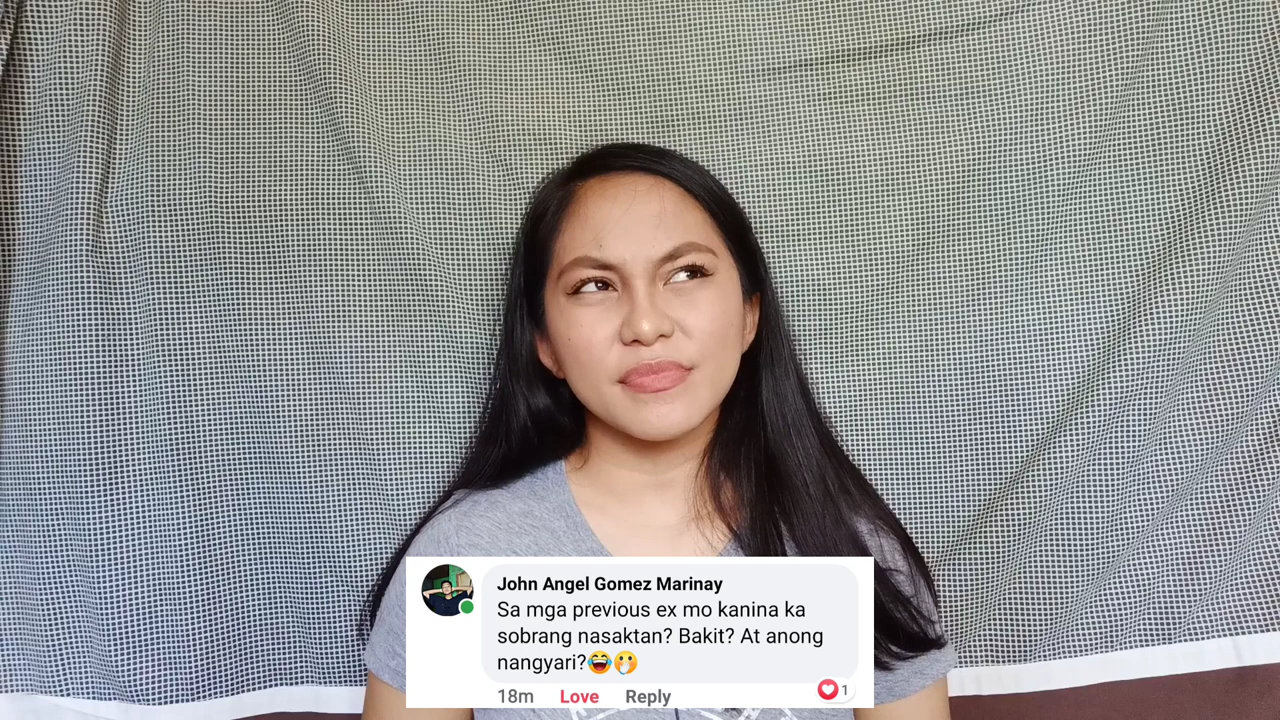 John Angel Gomez Marinay
Sa mga previous ex mo kanina ka
sobrang nasaktan? Bakit? At anong
nangyari?😂🤭
18m Love Reply 1